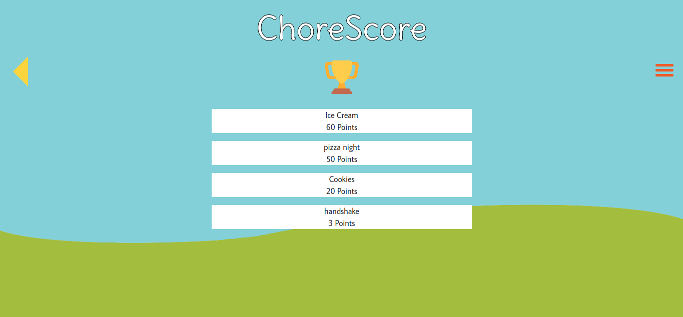 ChoreScore
Ice Cream
60 Points
pizza night
50 Points
Cookies
20 Points
handshake
3 Points